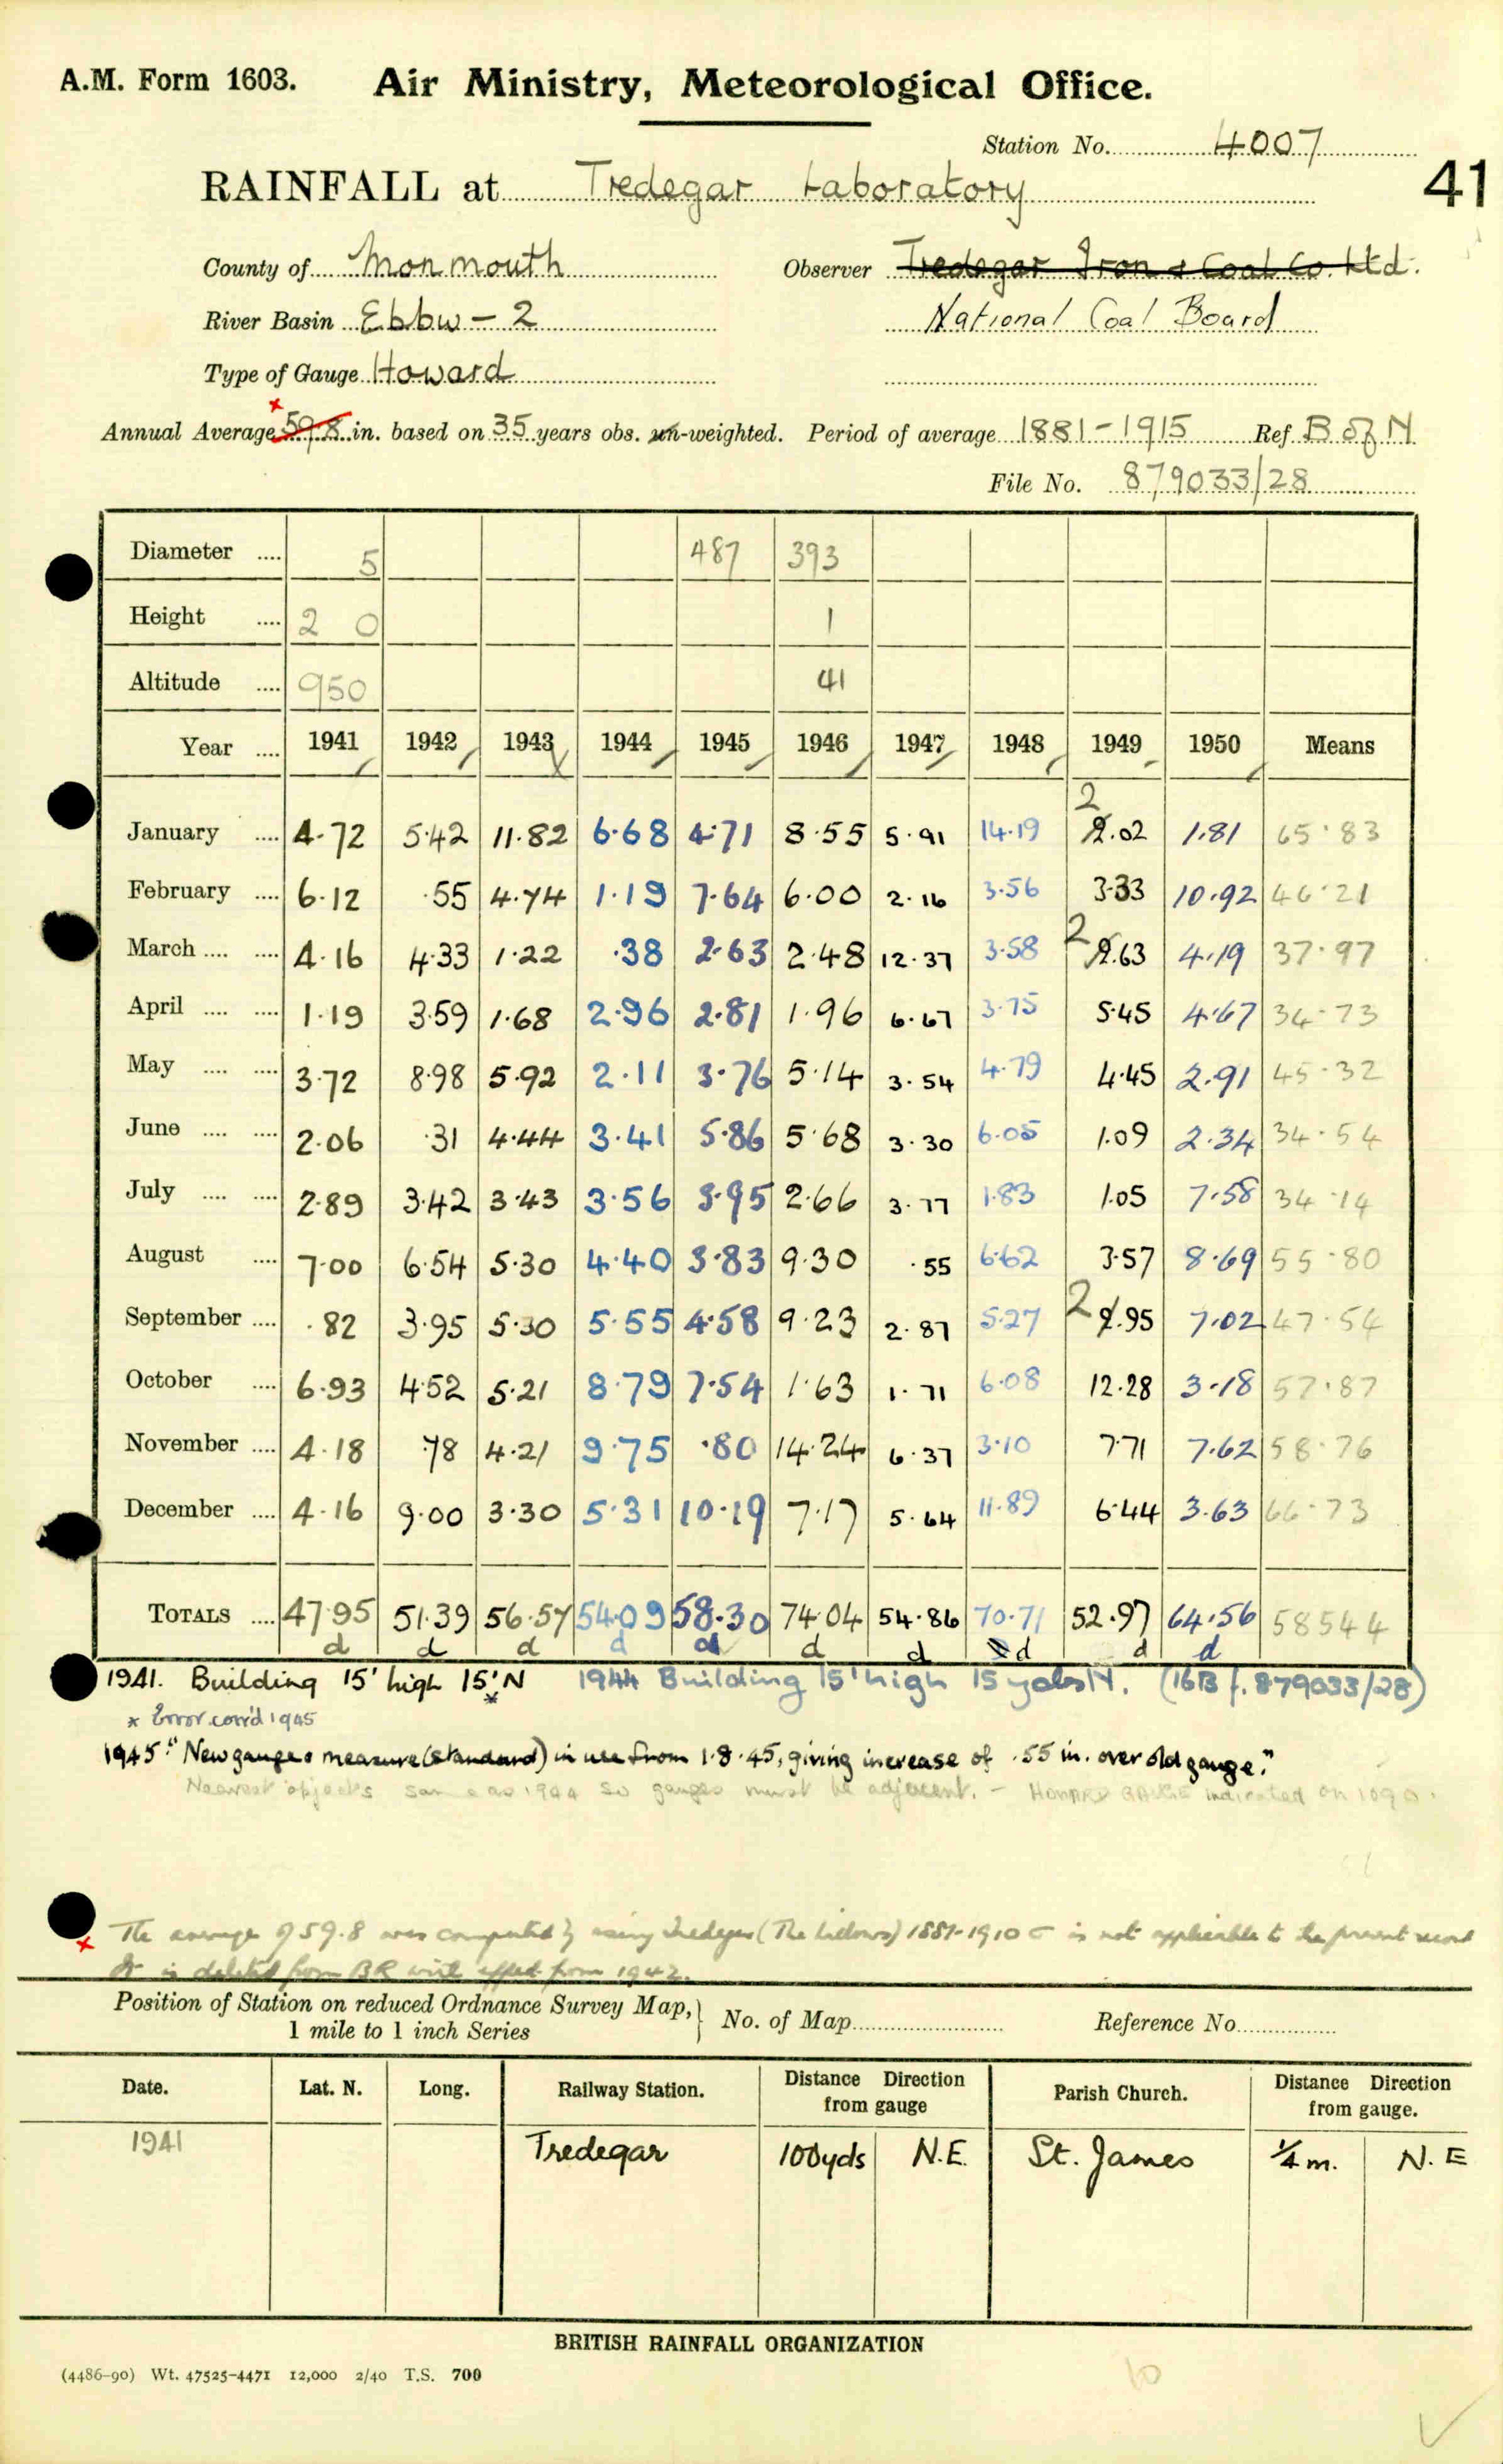 A.M. Form 1603. Air Ministry, Meteorological Office.
Station No. 4007
RAINFALL at Tredegar Laboratory 41
County of Monmouth Observer Tredegar Iron & Coal Co. Ltd.
River Basin Ebbw – 2 National Coal Board
Type of Gauge Howard
Annual Average × 59.8 in. based on 35 years obs. un-weighted. Period of average 1881–1915 Ref. B of N
File No. 879033/28
Diameter .... 5 487 393
Height .... 2 0 1
Altitude .... 950 41
Year .... 1941 1942 1943 1944 1945 1946 1947 1948 1949 1950 Means
January .... 4.72 5.42 11.82 6.68 4.71 8.55 5.91 14.19 2 2.02 1.81 65.83
February .... 6.12 .55 4.74 1.19 7.64 6.00 2.16 3.56 3.33 10.92 46.21
March .... .... 4.16 4.33 1.22 .38 2.63 2.48 12.37 3.58 2 2.63 4.19 37.97
April .... .... 1.19 3.59 1.68 2.96 2.81 1.96 6.67 3.75 5.45 4.67 34.73
May .... .... 3.72 8.98 5.92 2.11 3.76 5.14 3.54 4.79 4.45 2.91 45.32
June .... .... 2.06 .31 4.44 3.41 5.86 5.68 3.30 6.05 1.09 2.34 34.54
July .... .... 2.89 3.42 3.43 3.56 3.95 2.66 3.77 1.83 1.05 7.58 34.14
August .... 7.00 6.54 5.30 4.40 3.83 9.30 .55 6.62 3.57 8.69 55.80
September .... .82 3.95 5.30 5.55 4.58 9.23 2.87 5.27 2 2.95 7.02 47.54
October .... 6.93 4.52 5.21 8.79 7.54 1.63 1.71 6.08 12.28 3.18 57.87
November .... 4.18 .78 4.21 9.75 .80 14.24 6.37 3.10 7.71 7.62 58.76
December .... 4.16 9.00 3.30 5.31 10.19 7.17 5.64 11.89 6.44 3.63 66.73
TOTALS .... 47.95 51.39 56.57 54.09 58.30 74.04 54.86 70.71 52.97 64.56 585 44
d d d d d d d d d d
1941. Building 15' high 15' N 1944 Building 15' high 15 yds N. (16B f. 879033/28)
* Error corr'd 1945
1945 "New gauge & measure (standard) in use from 1.8.45, giving increase of .55 in. over old gauge."
Nearest objects same as 1944 so gauges must be adjacent. – HOWARD GAUGE indicated on 1090.
× The average of 59.8 was computed by using Tredegar (The ) 1881-1910 is not applicable to the present
It is deleted from BR with effect from 1942.
Position of Station on reduced Ordnance Survey Map, 1 mile to 1 inch Series } No. of Map Reference No.
Date. Lat. N. Long. Railway Station. Distance Direction from gauge Parish Church. Distance Direction from gauge.
1941 Tredegar 100yds N.E. St. James ¼ m. N. E
BRITISH RAINFALL ORGANIZATION
(4486–90) Wt. 47525–4471 12,000 2/40 T.S. 700
10